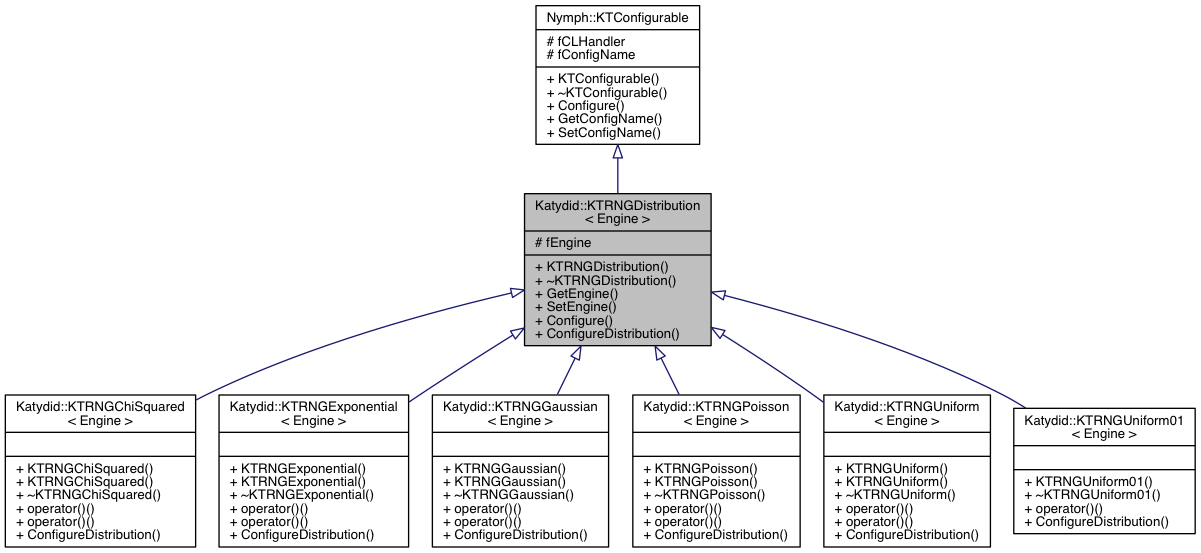 Nymph::KTConfigurable
# fCLHandler
# fConfigName
+ KTConfigurable()
+ ~KTConfigurable()
+ Configure()
+ GetConfigName()
+ SetConfigName()
Katydid::KTRNGDistribution
< Engine >
# fEngine
+ KTRNGDistribution()
+ ~KTRNGDistribution()
+ GetEngine()
+ SetEngine()
+ Configure()
+ ConfigureDistribution()
Katydid::KTRNGChiSquared
< Engine >
+ KTRNGChiSquared()
+ KTRNGChiSquared()
+ ~KTRNGChiSquared()
+ operator()()
+ operator()()
+ ConfigureDistribution()
Katydid::KTRNGExponential
< Engine >
+ KTRNGExponential()
+ KTRNGExponential()
+ ~KTRNGExponential()
+ operator()()
+ operator()()
+ ConfigureDistribution()
Katydid::KTRNGGaussian
< Engine >
+ KTRNGGaussian()
+ KTRNGGaussian()
+ ~KTRNGGaussian()
+ operator()()
+ operator()()
+ ConfigureDistribution()
Katydid::KTRNGPoisson
< Engine >
+ KTRNGPoisson()
+ KTRNGPoisson()
+ ~KTRNGPoisson()
+ operator()()
+ operator()()
+ ConfigureDistribution()
Katydid::KTRNGUniform
< Engine >
+ KTRNGUniform()
+ KTRNGUniform()
+ ~KTRNGUniform()
+ operator()()
+ operator()()
+ ConfigureDistribution()
Katydid::KTRNGUniform01
< Engine >
+ KTRNGUniform01()
+ ~KTRNGUniform01()
+ operator()()
+ ConfigureDistribution()